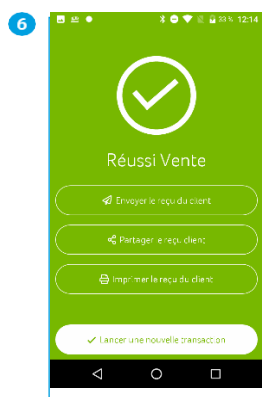 6
33 % 12:14
Réussi Vente
Envoyer le reçu du client
Partager le reçu client
Imprimer le reçu du client
Lancer une nouvelle transaction